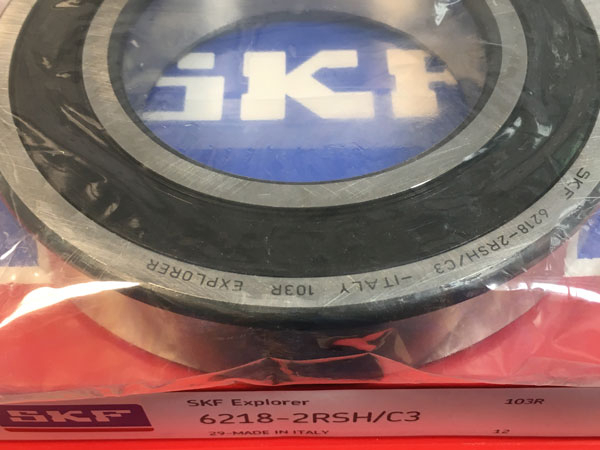 SKF
SKF 6218-2RSH/C3 -ITALY 103R EXPLORER
SKF
SKF Explorer
6218-2RSH/C3
29-MADE IN ITALY
103R
12